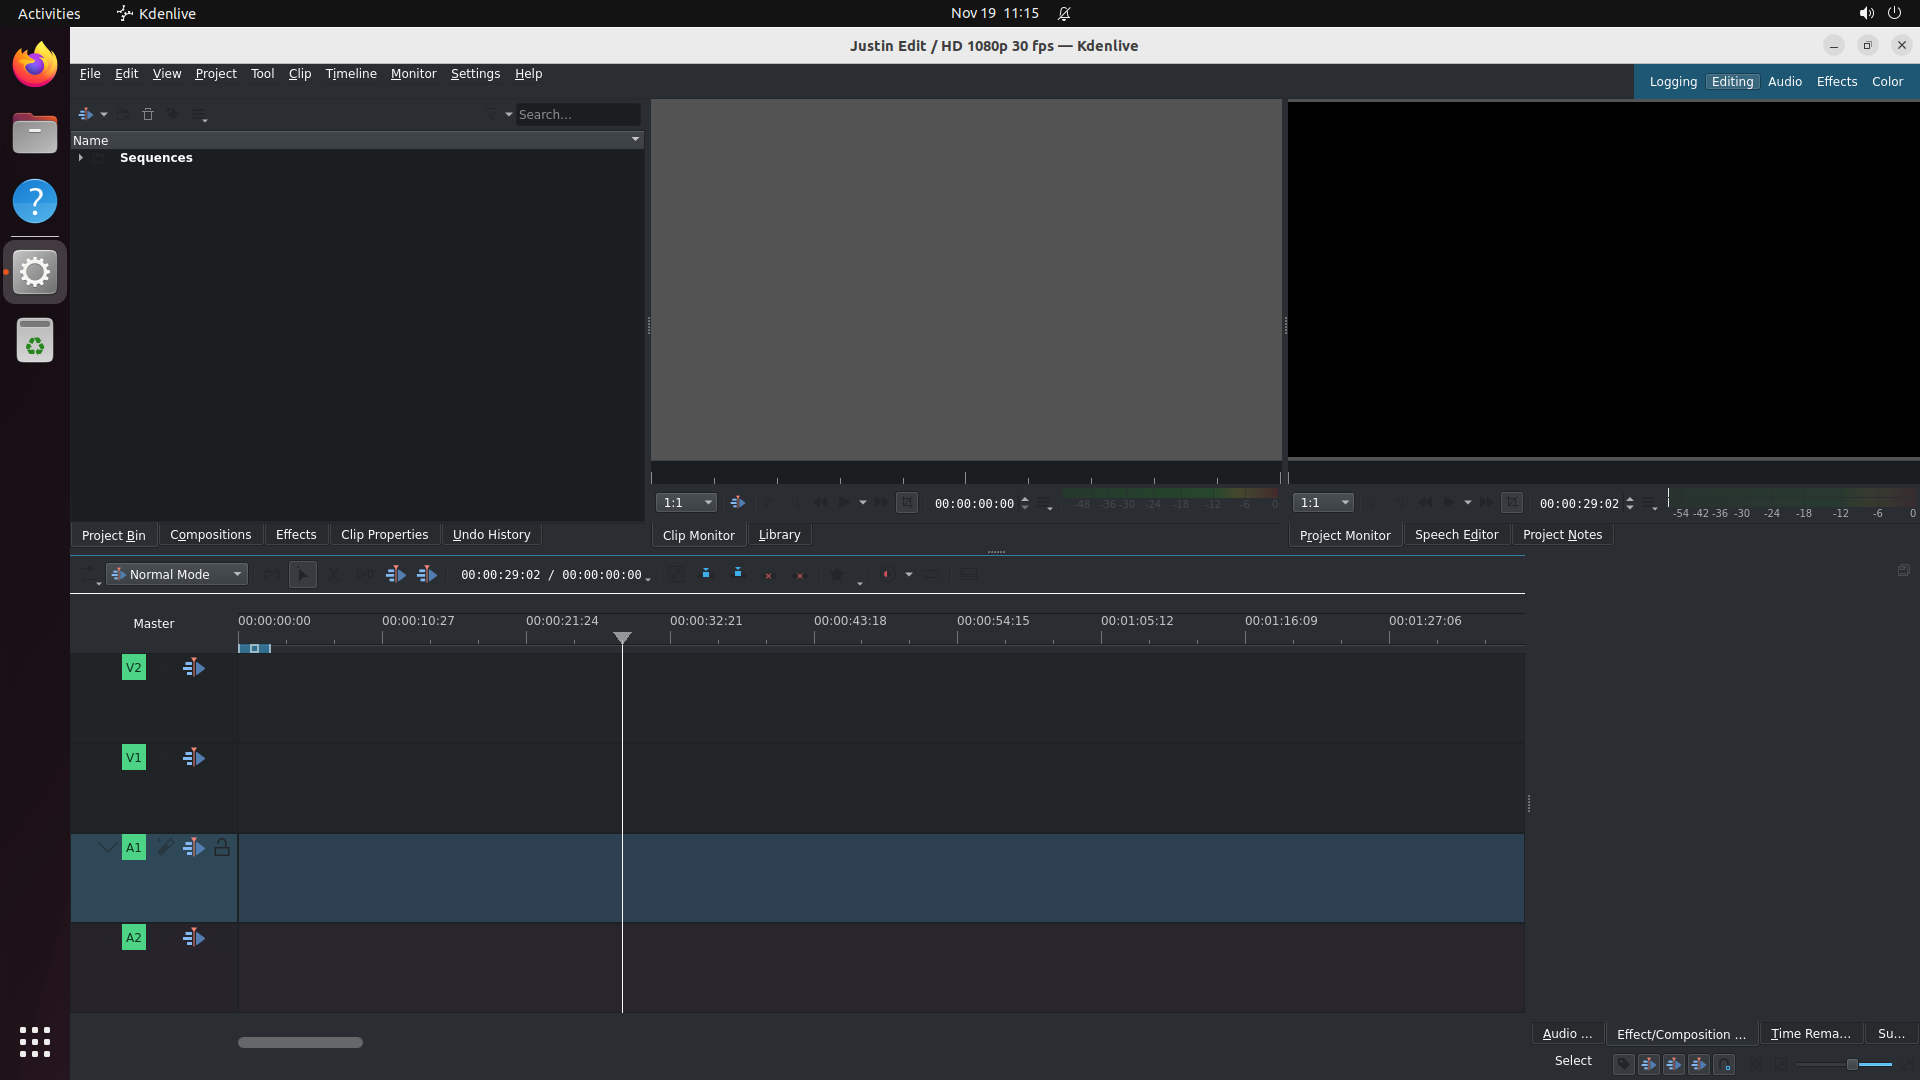 Activities
Kdenlive
Nov 19 11:15
Justin Edit / HD 1080p 30 fps — Kdenlive
File Edit View Project Tool Clip Timeline Monitor Settings Help
Logging Editing Audio Effects Color
Search...
Name
Sequences
1:1
00:00:00:00
-48 -36 -30 -24 -18 -12 -6 0
1:1
00:00:29:02
-54 -42 -36 -30 -24 -18 -12 -6 0
Project Bin Compositions Effects Clip Properties Undo History
Clip Monitor Library
Project Monitor Speech Editor Project Notes
Normal Mode
00:00:29:02 / 00:00:00:00
Master
00:00:00:00 00:00:10:27 00:00:21:24 00:00:32:21 00:00:43:18 00:00:54:15 00:01:05:12 00:01:16:09 00:01:27:06
V2
V1
A1
A2
Audio ... Effect/Composition ... Time Rema... Su...
Select